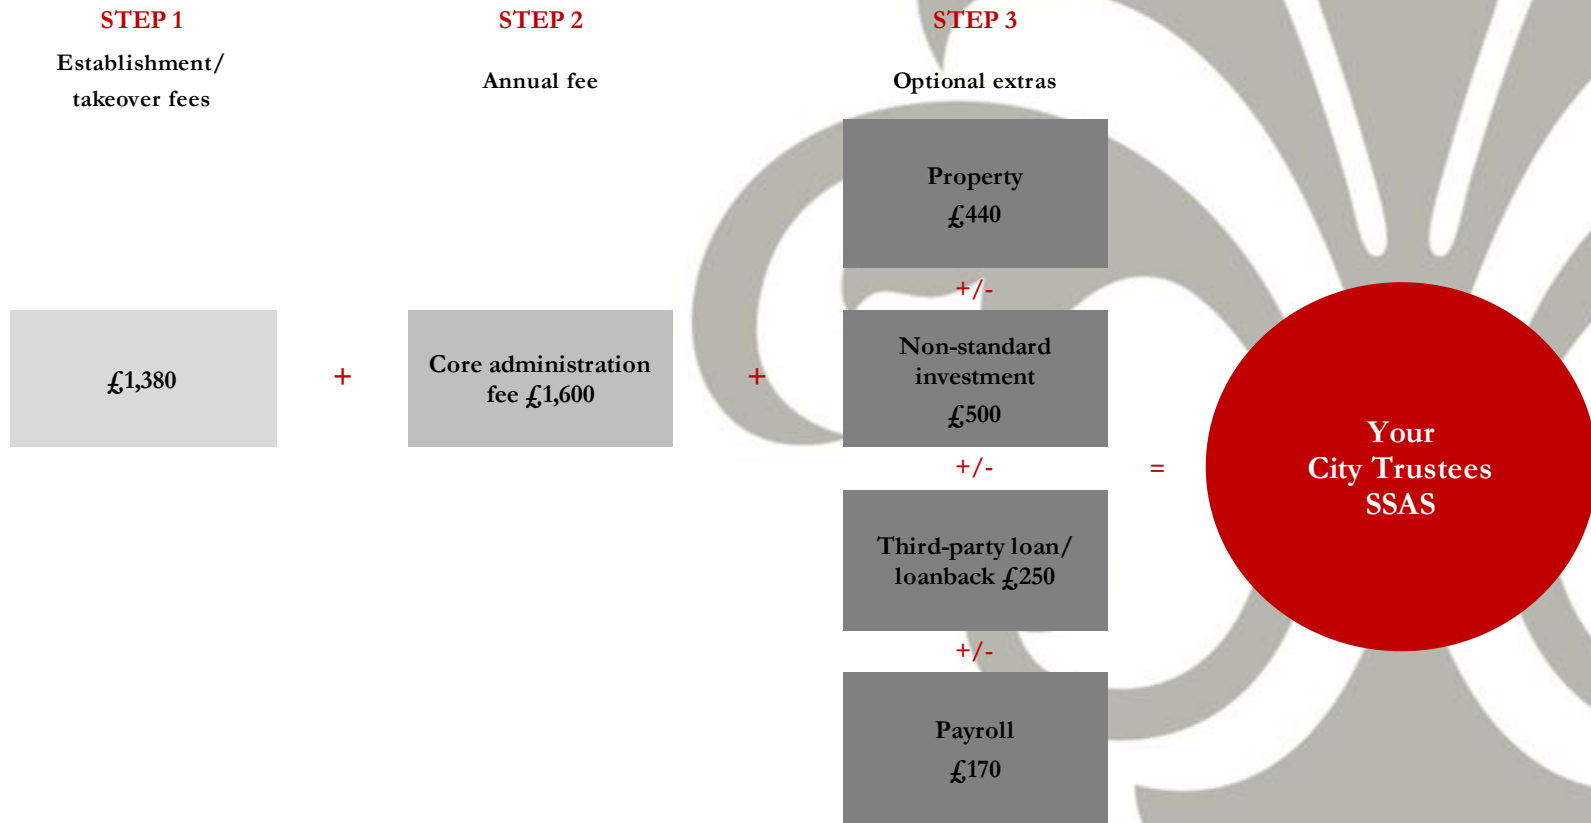 STEP 1
Establishment/
takeover fees
£1,380
+
STEP 2
Annual fee
Core administration
fee £1,600
+
STEP 3
Optional extras
Property
£440
+/-
Non-standard
investment
£500
+/-
Third-party loan/
loanback £250
+/-
Payroll
£170
=
Your
City Trustees
SSAS